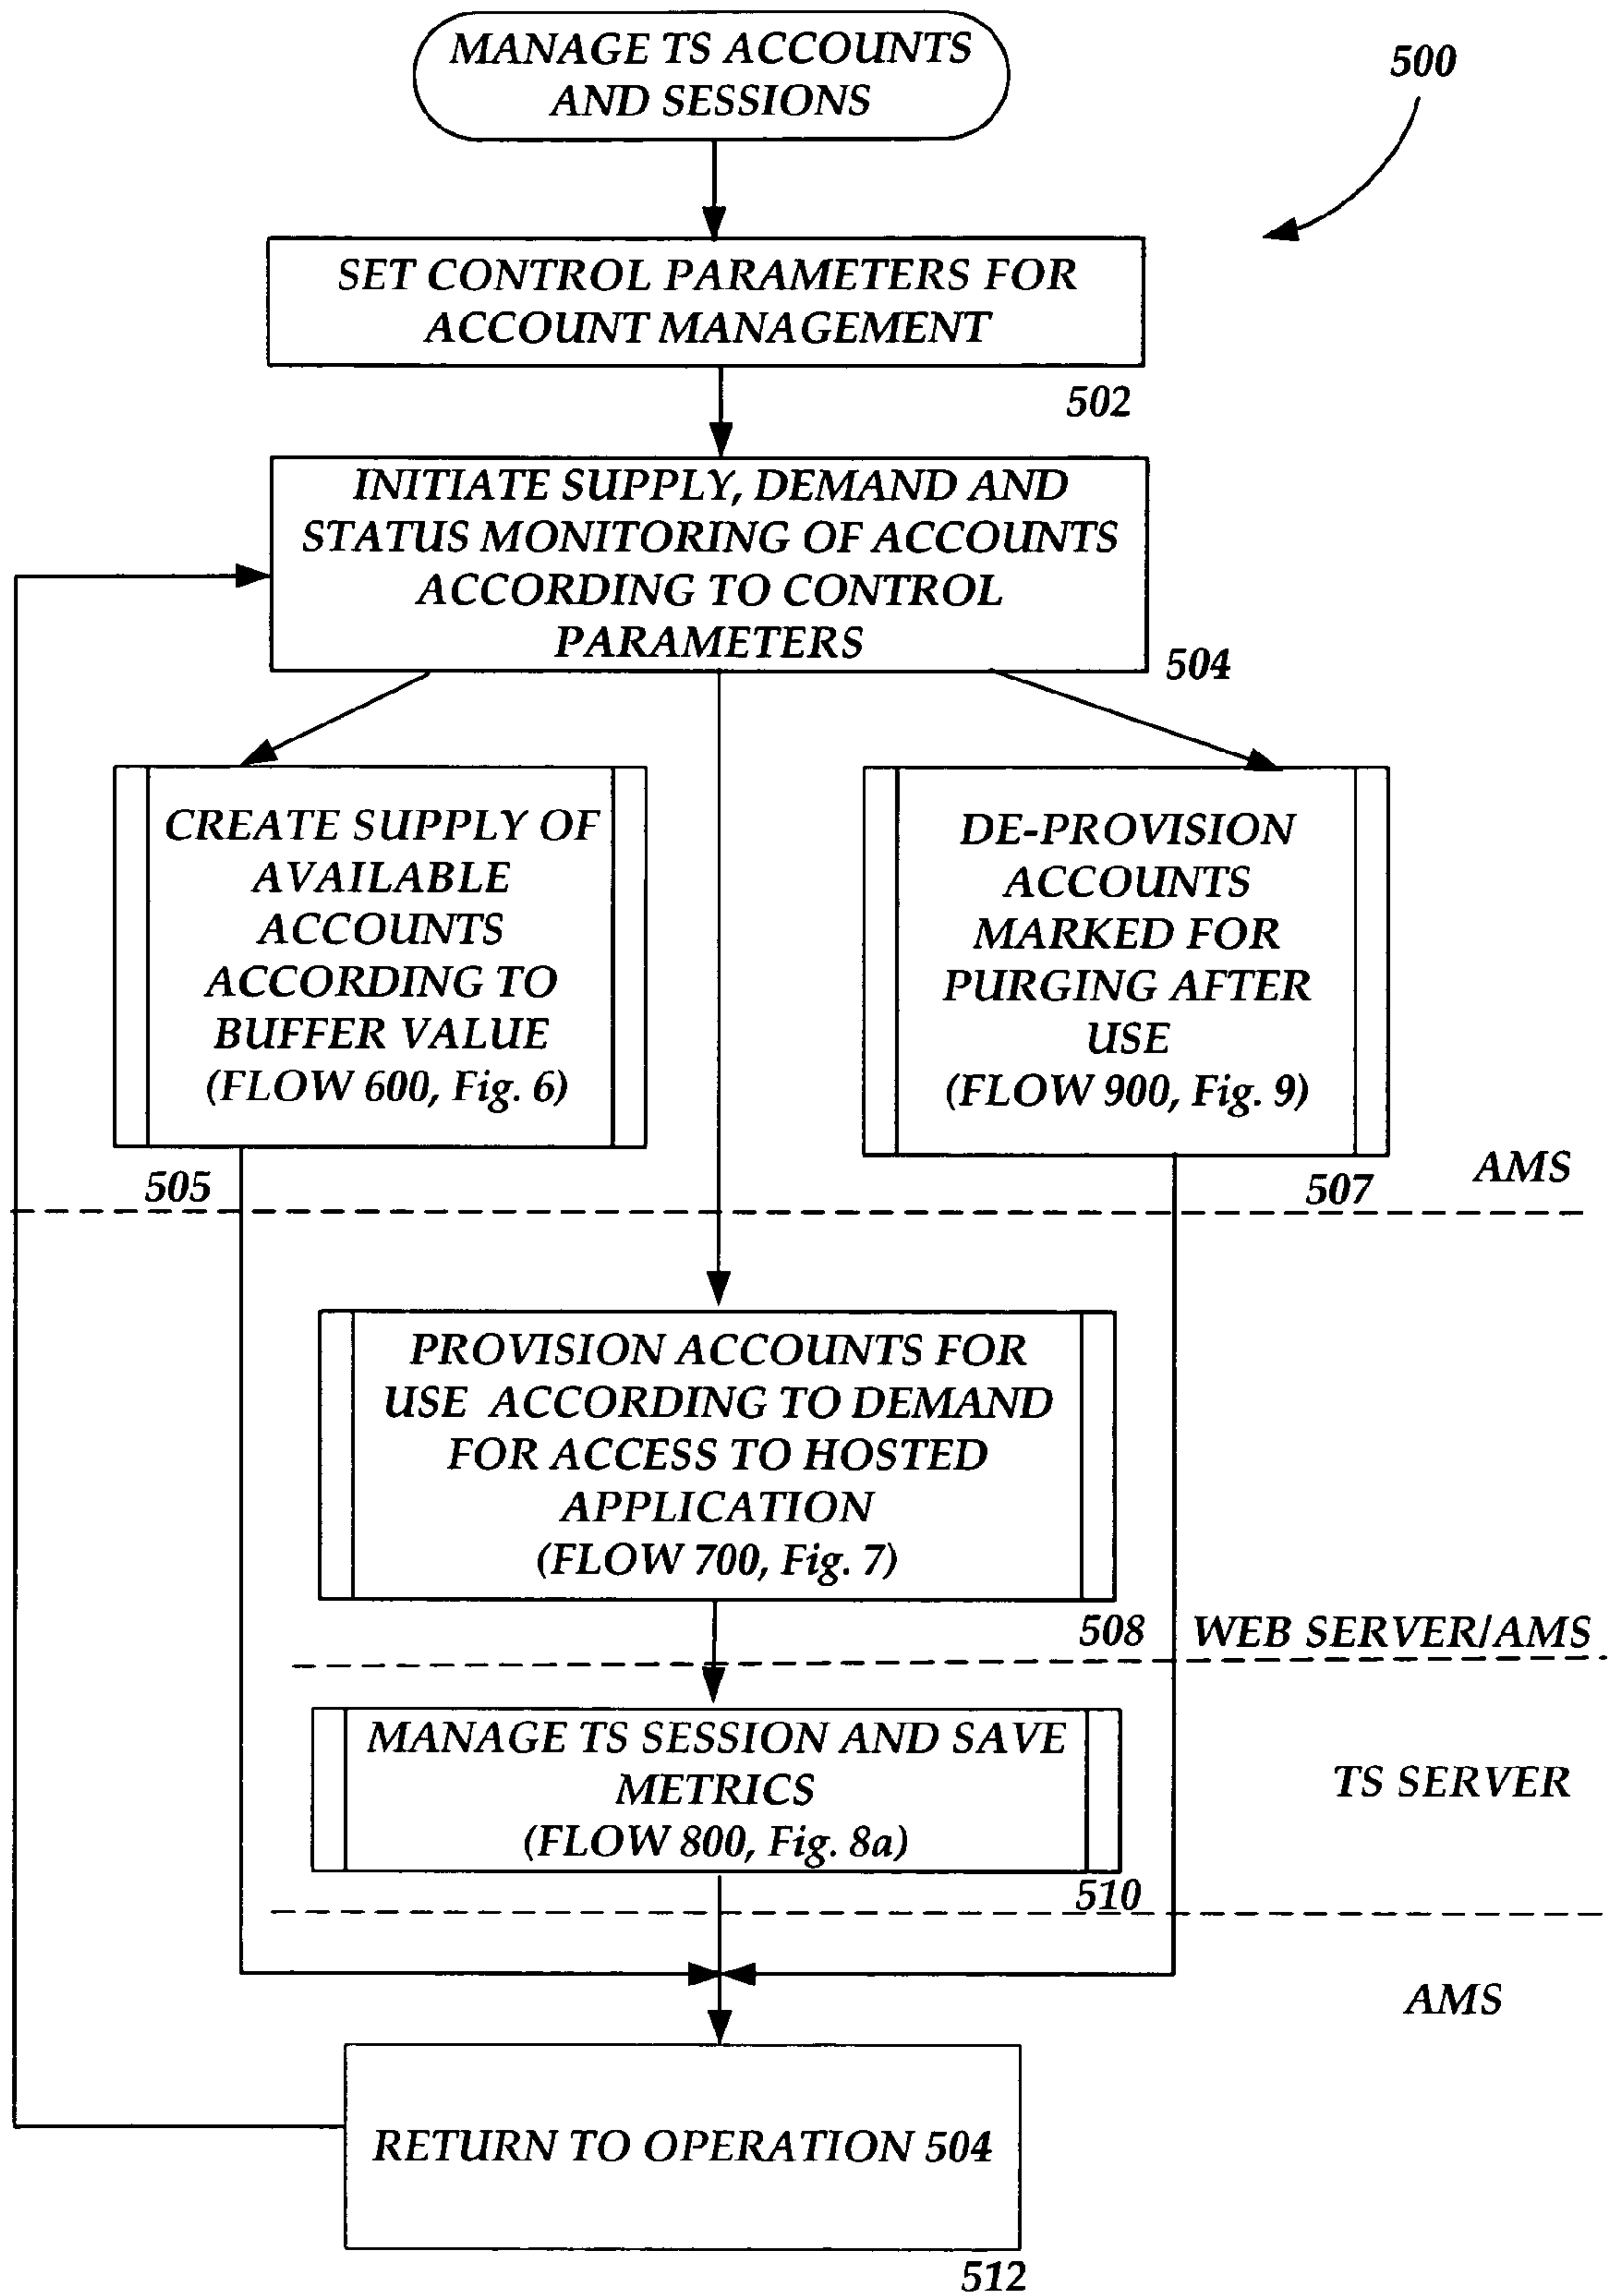 MANAGE TS ACCOUNTS
AND SESSIONS
500
SET CONTROL PARAMETERS FOR
ACCOUNT MANAGEMENT
502
INITIATE SUPPLY, DEMAND AND
STATUS MONITORING OF ACCOUNTS
ACCORDING TO CONTROL
PARAMETERS
504
CREATE SUPPLY OF
AVAILABLE
ACCOUNTS
ACCORDING TO
BUFFER VALUE
(FLOW 600, Fig. 6)
505
DE-PROVISION
ACCOUNTS
MARKED FOR
PURGING AFTER
USE
(FLOW 900, Fig. 9)
507
AMS
PROVISION ACCOUNTS FOR
USE ACCORDING TO DEMAND
FOR ACCESS TO HOSTED
APPLICATION
(FLOW 700, Fig. 7)
508
WEB SERVER/AMS
MANAGE TS SESSION AND SAVE
METRICS
(FLOW 800, Fig. 8a)
510
TS SERVER
AMS
RETURN TO OPERATION 504
512